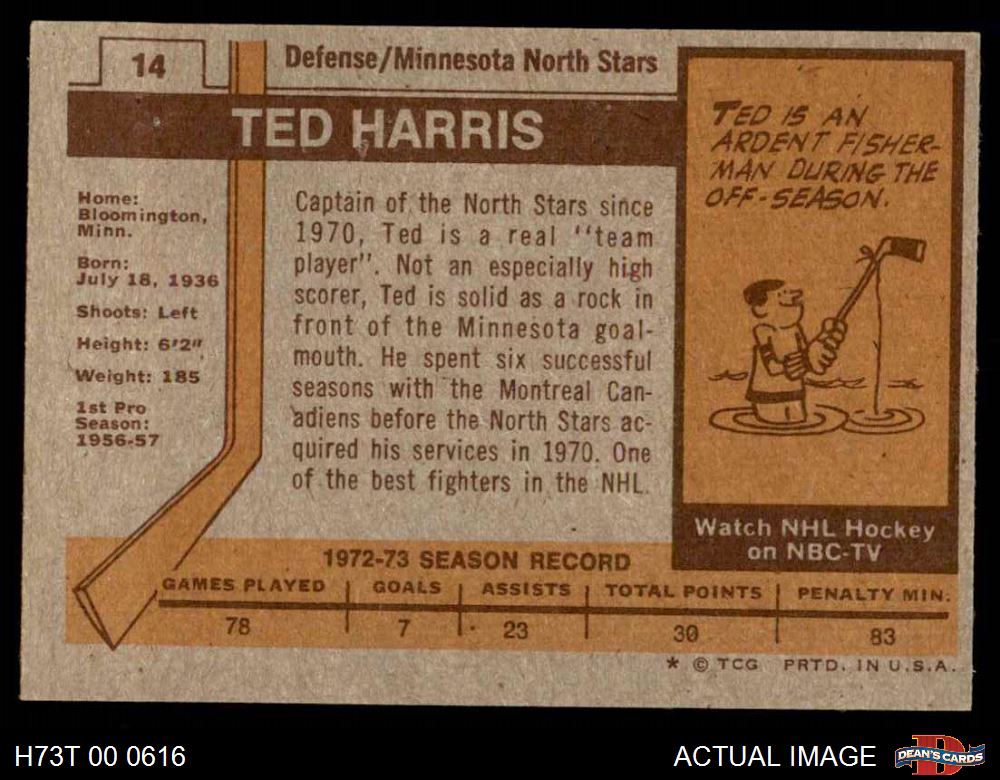 14
Defense/Minnesota North Stars
TED HARRIS
Home:
Bloomington,
Minn.
Born:
July 18, 1936
Shoots: Left
Height: 6'2"
Weight: 185
1st Pro
Season:
1956-57
Captain of the North Stars since
1970, Ted is a real ''team
player''. Not an especially high
scorer, Ted is solid as a rock in
front of the Minnesota goal-
mouth. He spent six successful
seasons with the Montreal Can-
adiens before the North Stars ac-
quired his services in 1970. One
of the best fighters in the NHL.
TED IS AN
ARDENT FISHER-
MAN DURING THE
OFF-SEASON.
Watch NHL Hockey
on NBC-TV
1972-73 SEASON RECORD
GAMES PLAYED GOALS ASSISTS TOTAL POINTS PENALTY MIN.
78 7 23 30 83
* © TCG PRTD. IN U.S.A.
H73T 00 0616 ACTUAL IMAGE DEAN'S CARDS